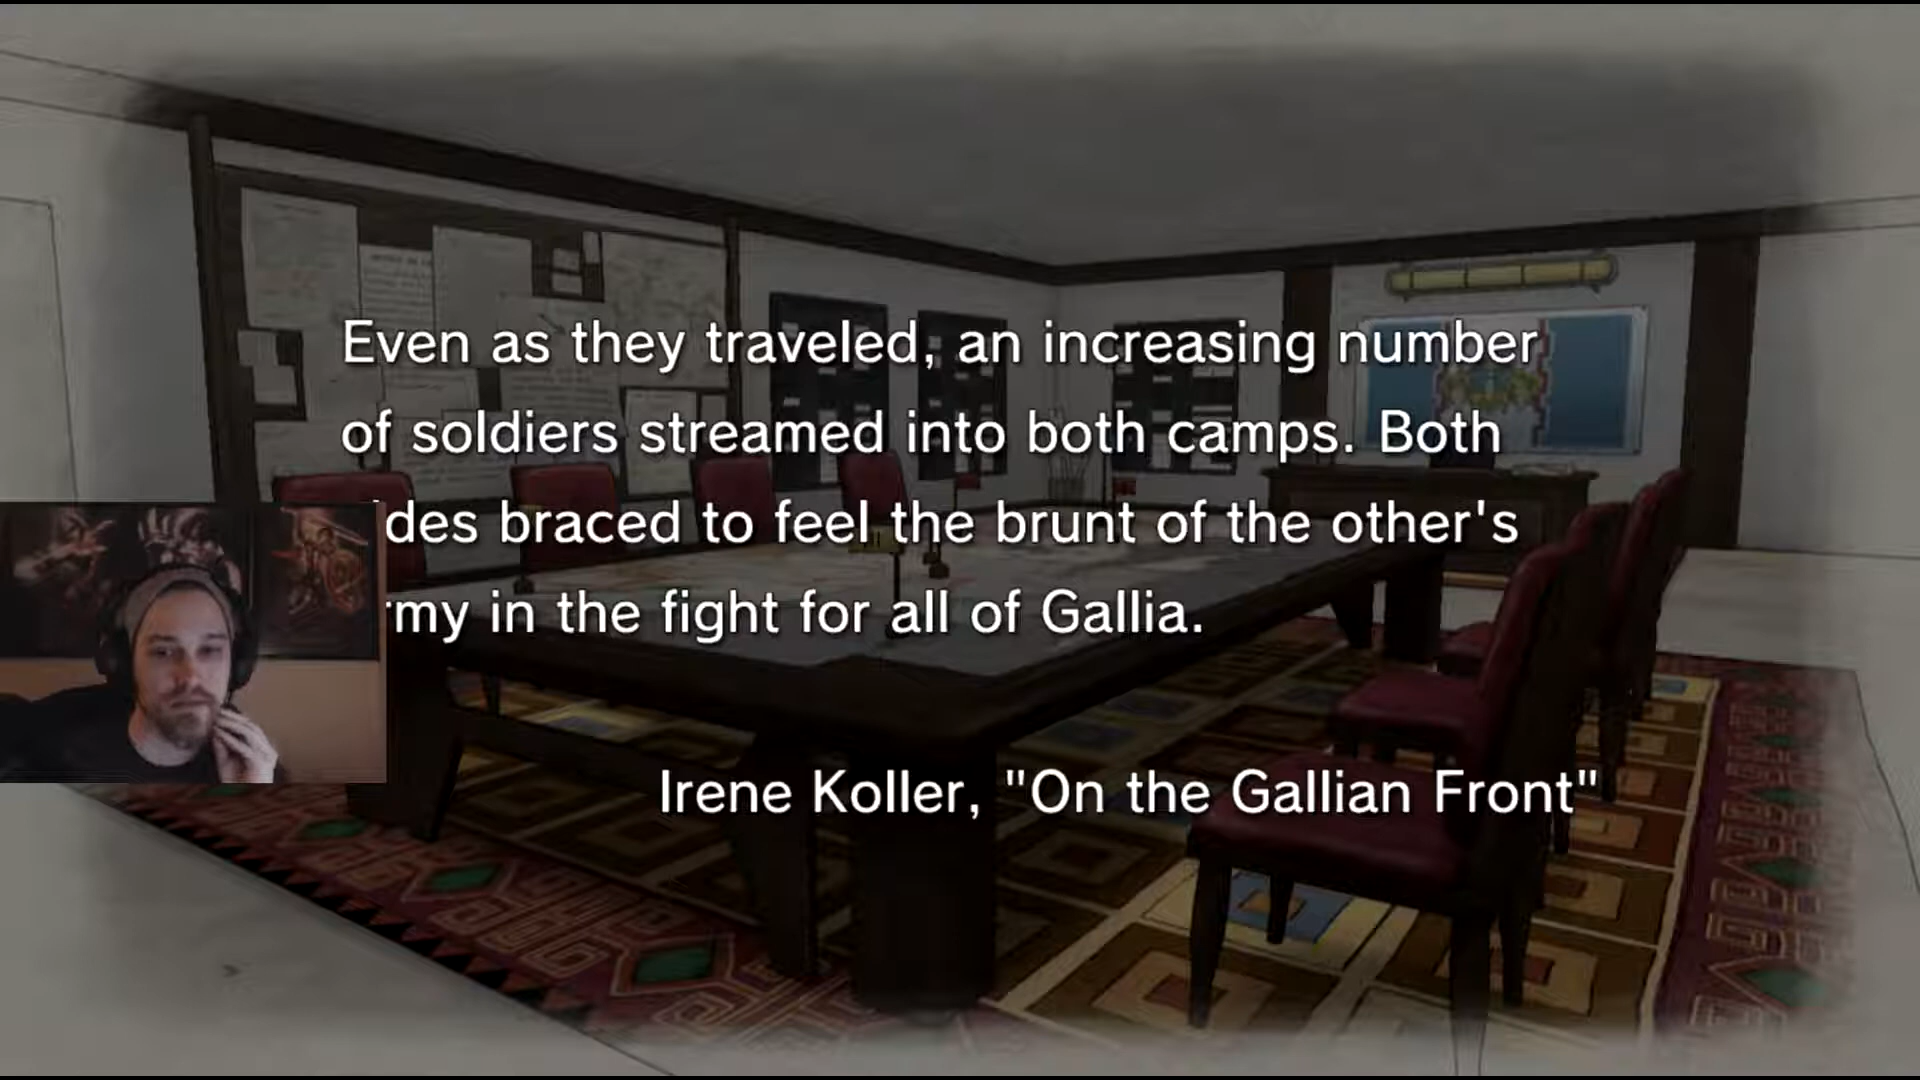 Even as they traveled, an increasing number
of soldiers streamed into both camps. Both
des braced to feel the brunt of the other's
rmy in the fight for all of Gallia.
Irene Koller, "On the Gallian Front"